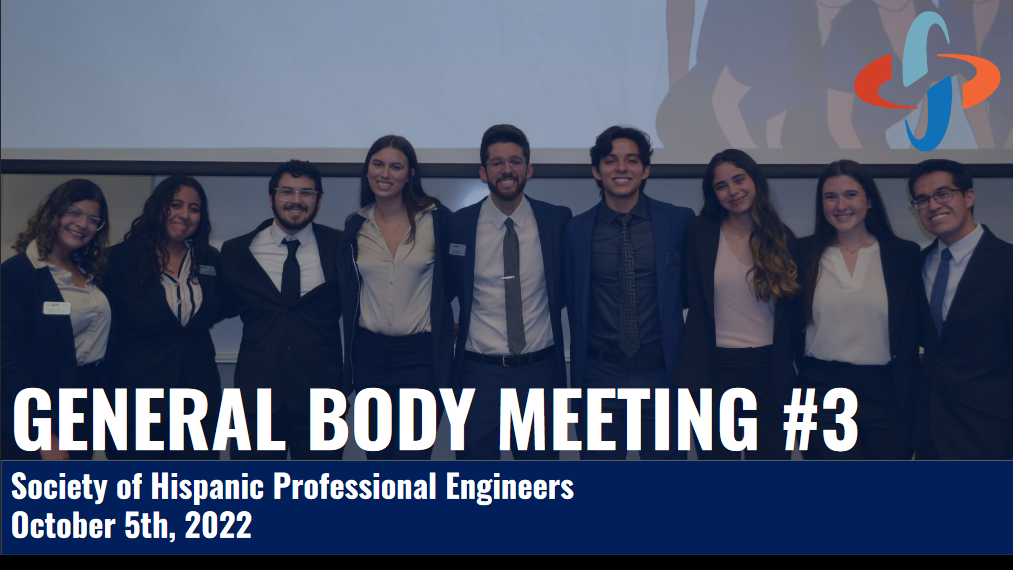 GENERAL BODY MEETING #3
Society of Hispanic Professional Engineers
October 5th, 2022